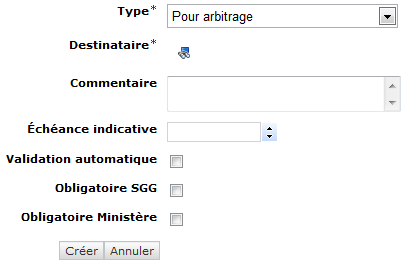 Type* Pour arbitrage
Destinataire*
Commentaire
Échéance indicative
Validation automatique
Obligatoire SGG
Obligatoire Ministère
Créer Annuler